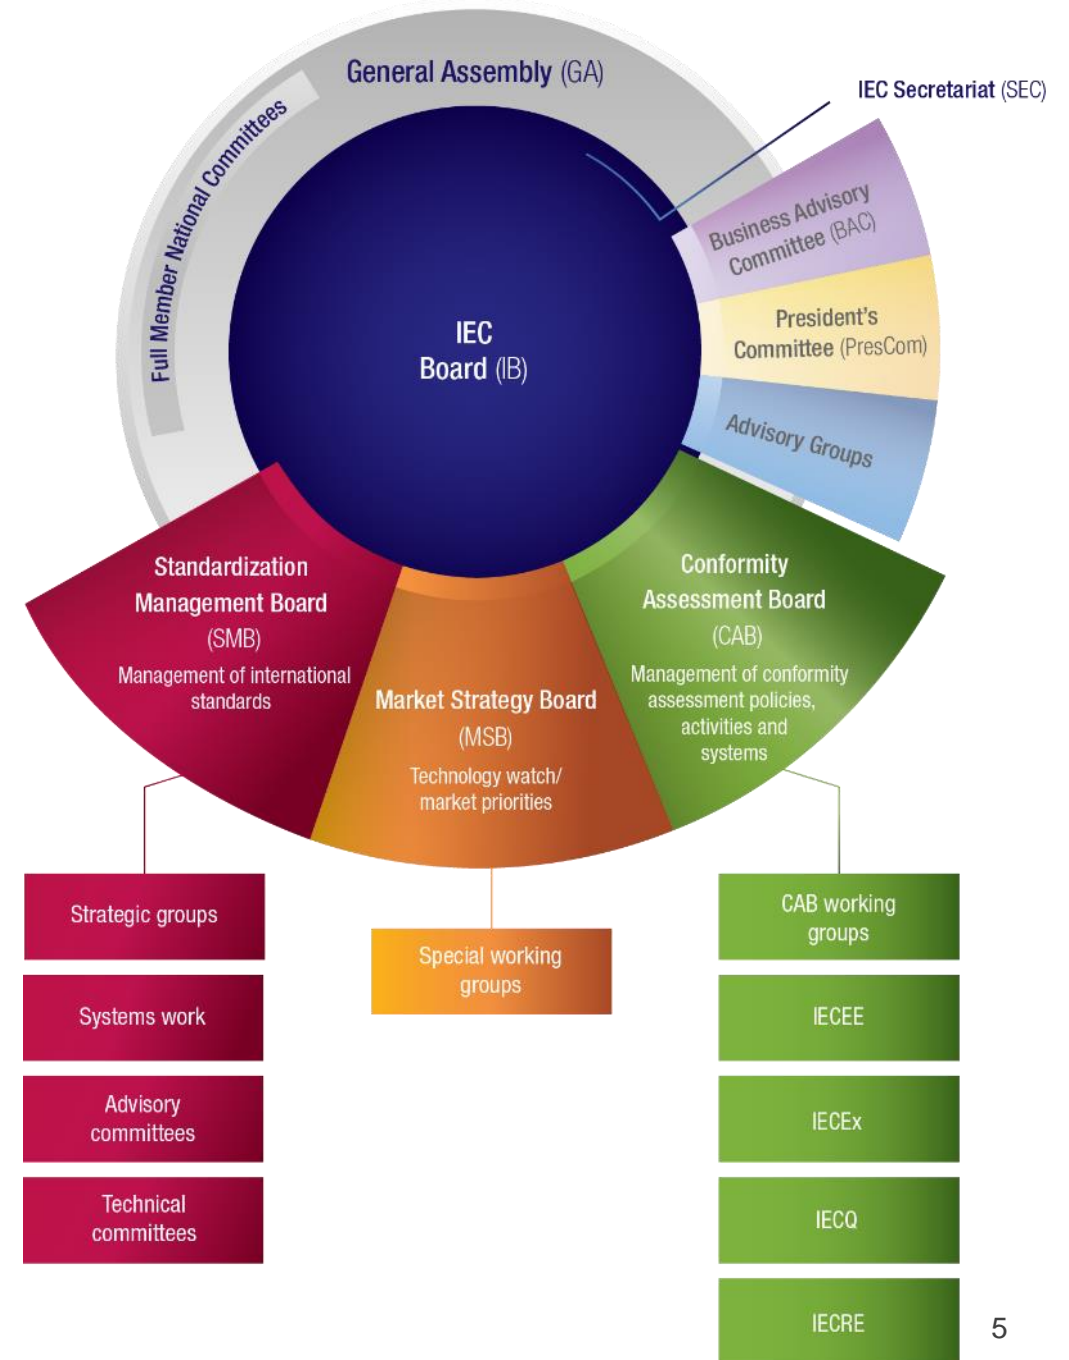 General Assembly (GA)
IEC Secretariat (SEC)
Full Member National Committees
Business Advisory
Committee (BAC)
President's
Committee (PresCom)
Advisory Groups
IEC
Board (IB)
Standardization
Management Board
(SMB)
Management of international
standards
Market Strategy Board
(MSB)
Technology watch/
market priorities
Conformity
Assessment Board
(CAB)
Management of conformity
assessment policies,
activities and
systems
Strategic groups
Systems work
Advisory
committees
Technical
committees
Special working
groups
CAB working
groups
IECEE
IECEx
IECQ
IECRE
5